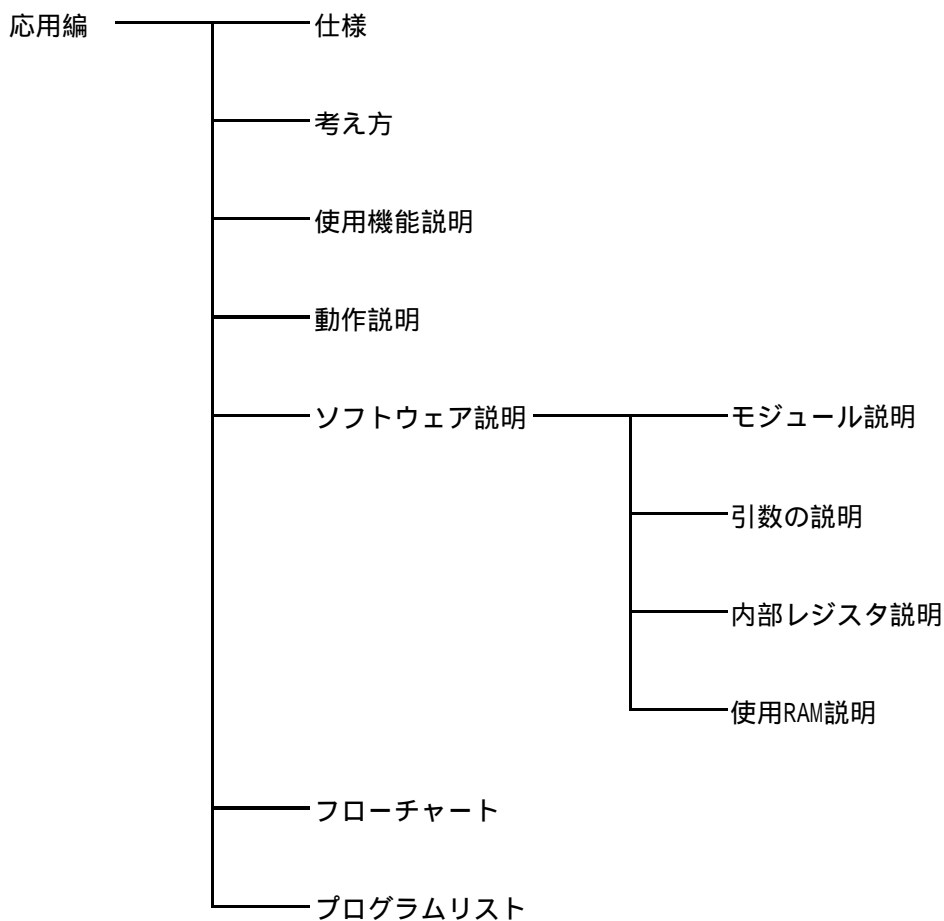 応用編
仕様
考え方
使用機能説明
動作説明
ソフトウェア説明
モジュール説明
引数の説明
内部レジスタ説明
使用RAM説明
フローチャート
プログラムリスト